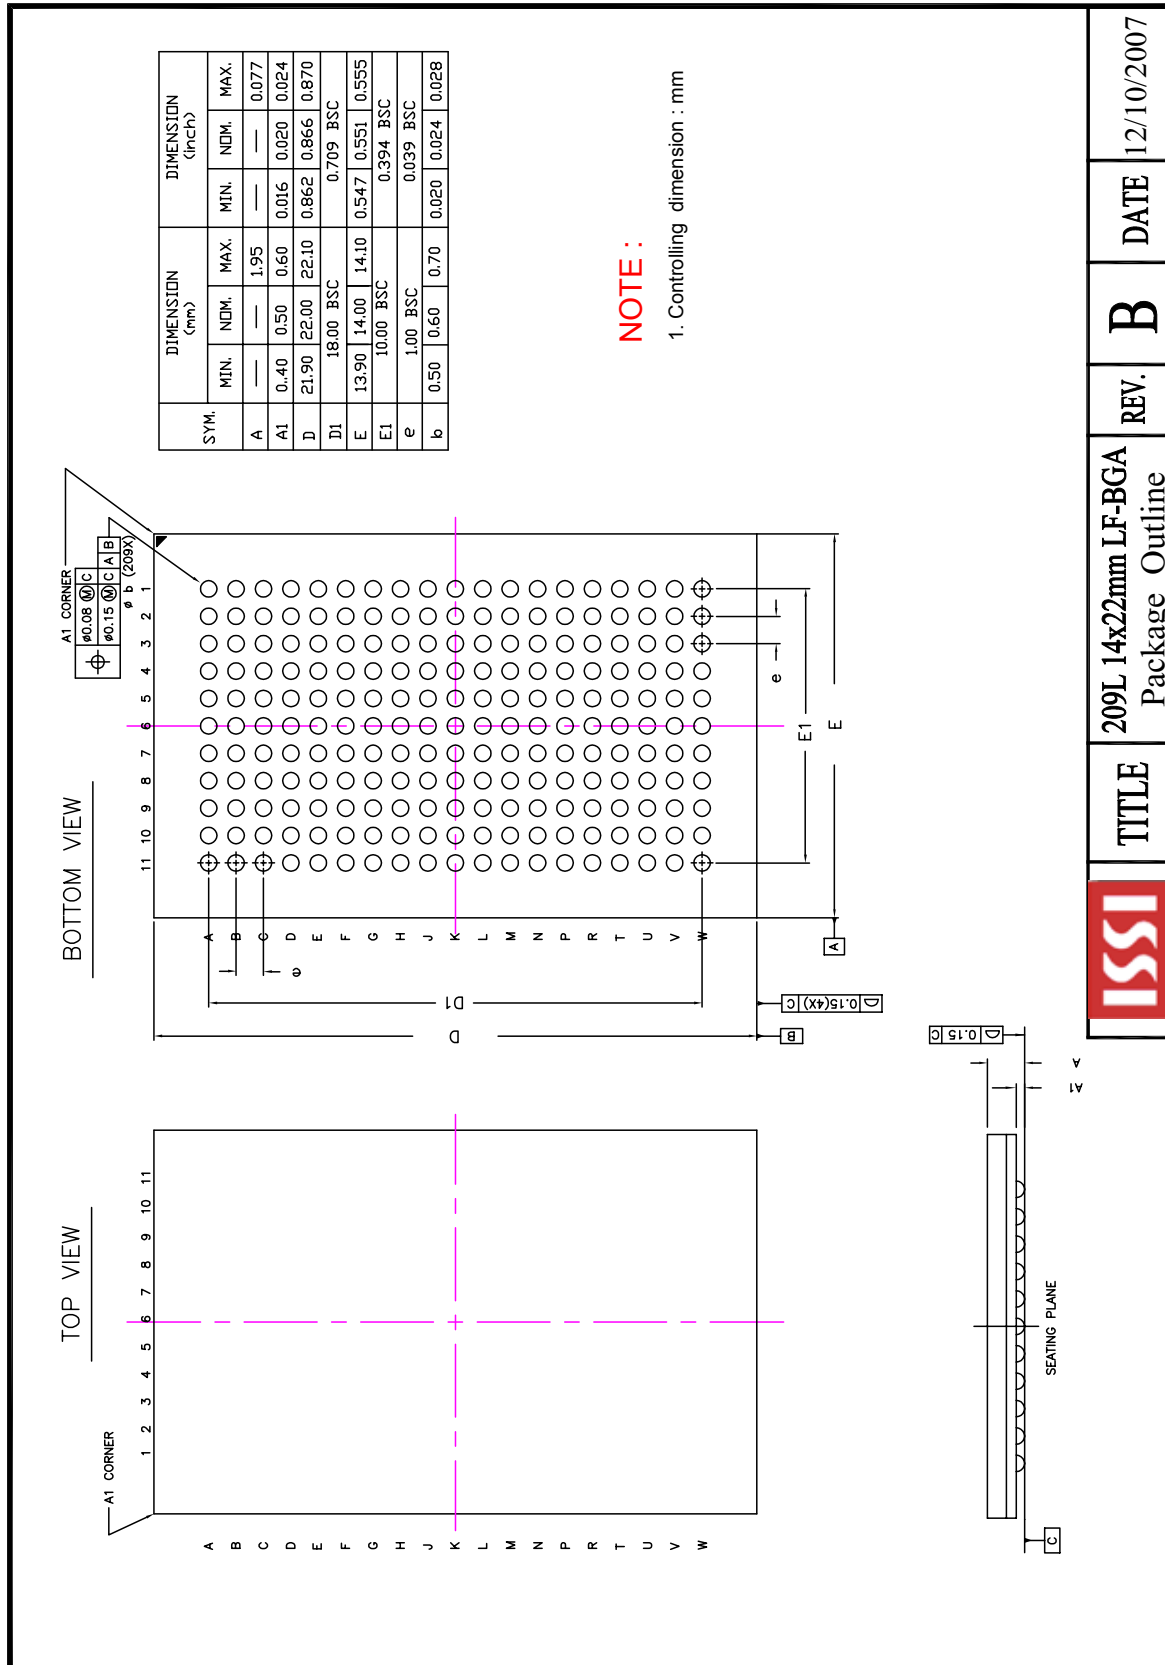 TOP VIEW
A1 CORNER
1 2 3 4 5 6 7 8 9 10 11
A
B
C
D
E
F
G
H
J
K
L
M
N
P
R
T
U
V
W
BOTTOM VIEW
A1 CORNER
ø0.08 Ⓜ C
ø0.15 Ⓜ C A B
ø b (209X)
11 10 9 8 7 6 5 4 3 2 1
A
B
C
D
E
F
G
H
J
K
L
M
N
P
R
T
U
V
W
e
D1
D
e
E1
E
A
B
D 0.15(4X) C
SYM. DIMENSION (mm) DIMENSION (inch)
MIN. NOM. MAX. MIN. NOM. MAX.
A — — 1.95 — — 0.077
A1 0.40 0.50 0.60 0.016 0.020 0.024
D 21.90 22.00 22.10 0.862 0.866 0.870
D1 18.00 BSC 0.709 BSC
E 13.90 14.00 14.10 0.547 0.551 0.555
E1 10.00 BSC 0.394 BSC
e 1.00 BSC 0.039 BSC
b 0.50 0.60 0.70 0.020 0.024 0.028
NOTE :
1. Controlling dimension : mm
D 0.15 C
A
A1
SEATING PLANE
C
ISSI
TITLE
209L 14x22mm LF-BGA
Package Outline
REV.
B
DATE
12/10/2007